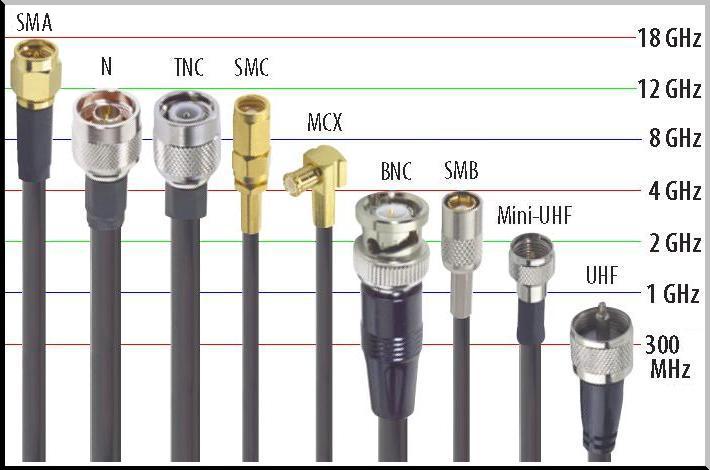 SMA
18 GHz
N
TNC
SMC
12 GHz
MCX
8 GHz
BNC
SMB
4 GHz
Mini-UHF
2 GHz
UHF
1 GHz
300
MHz